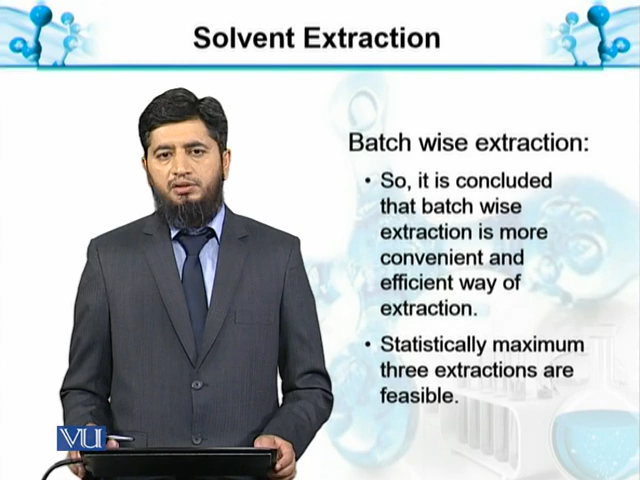 Solvent Extraction
Batch wise extraction:
• So, it is concluded
that batch wise
extraction is more
convenient and
efficient way of
extraction.
• Statistically maximum
three extractions are
feasible.
VU